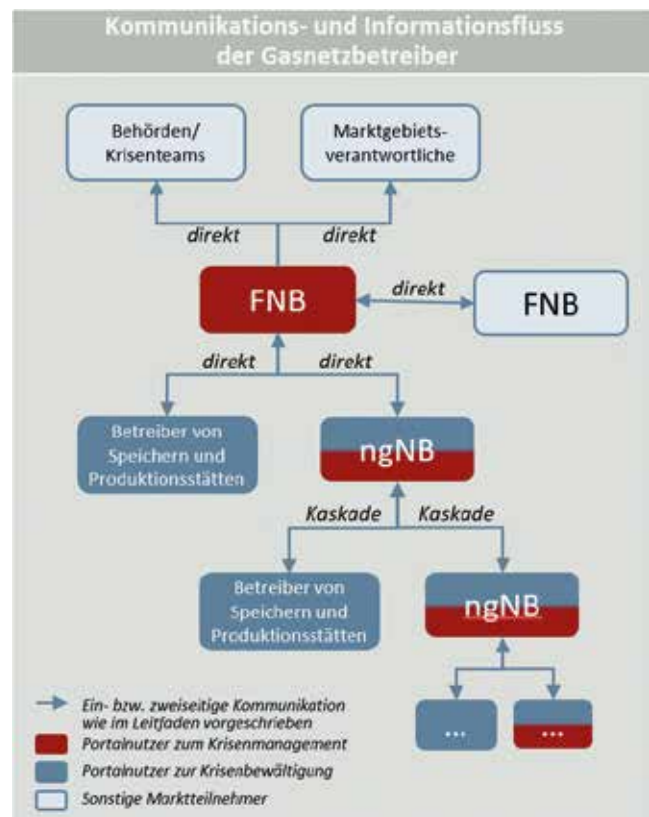 Kommunikations- und Informationsfluss
der Gasnetzbetreiber
Behörden/
Krisenteams
Marktgebiets-
verantwortliche
direkt
direkt
FNB
direkt
FNB
direkt
direkt
Betreiber von
Speichern und
Produktionsstätten
ngNB
Kaskade
Kaskade
Betreiber von
Speichern und
Produktionsstätten
ngNB
...
...
Ein- bzw. zweiseitige Kommunikation
wie im Leitfaden vorgeschrieben
Portalnutzer zum Krisenmanagement
Portalnutzer zur Krisenbewältigung
Sonstige Marktteilnehmer